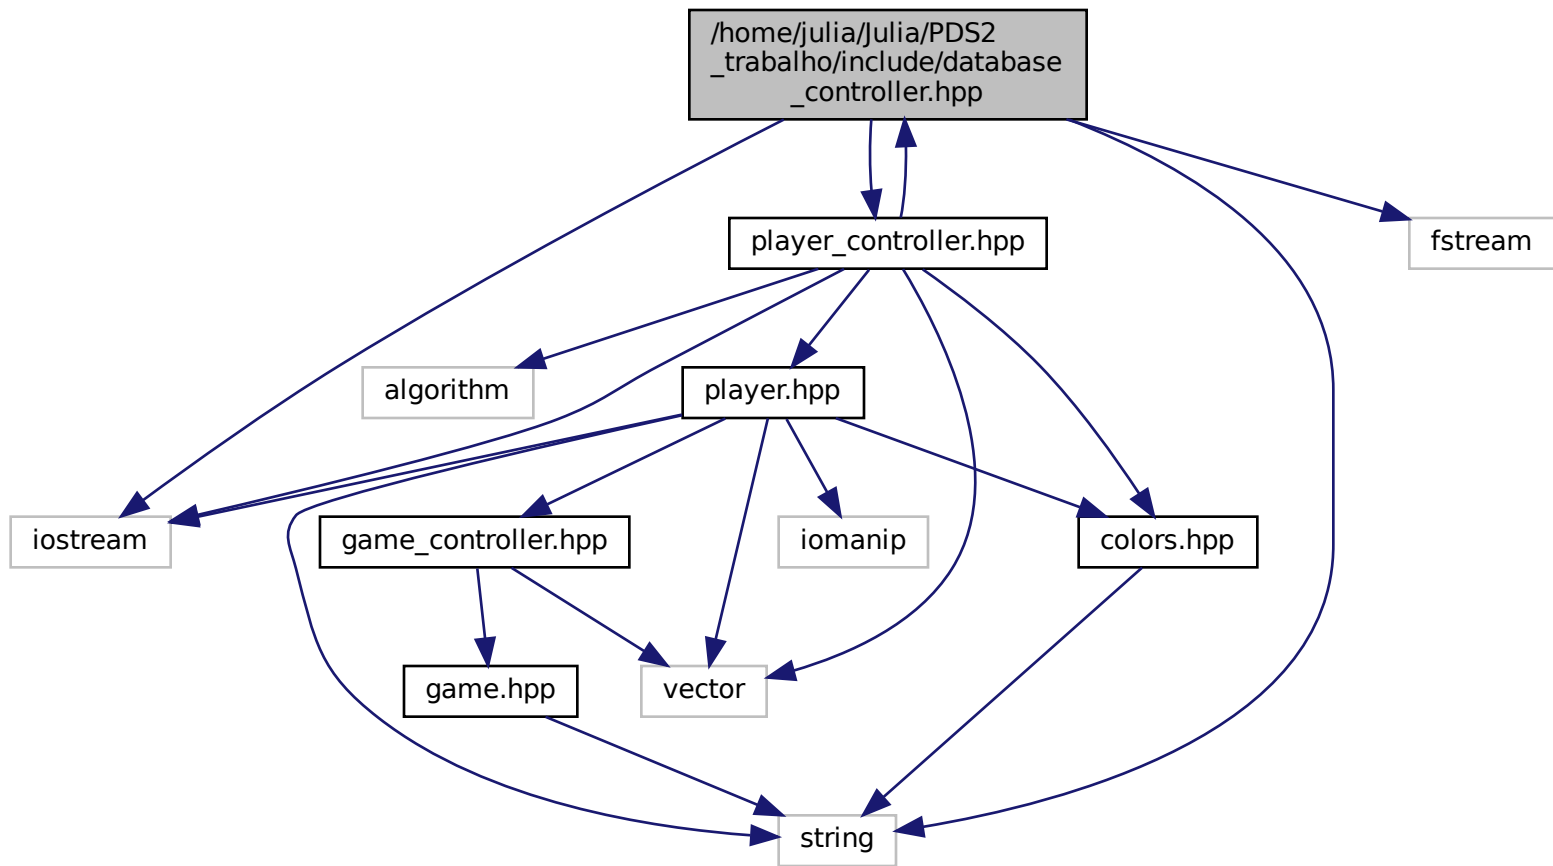 /home/julia/Julia/PDS2
_trabalho/include/database
_controller.hpp
player_controller.hpp
fstream
algorithm
player.hpp
iostream
game_controller.hpp
iomanip
colors.hpp
game.hpp
vector
string